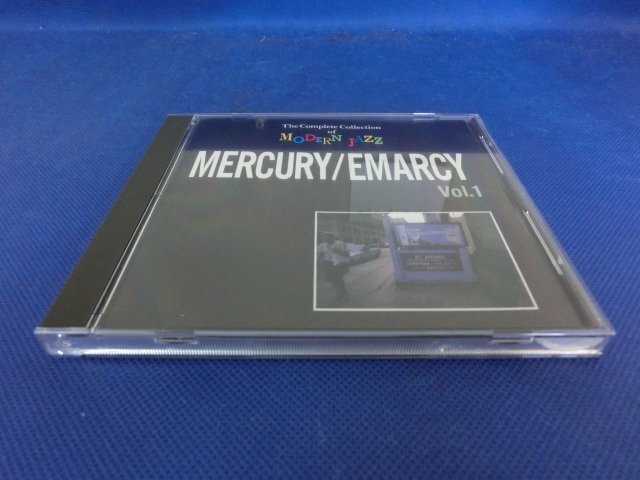 The Complete Collection
of
MODERN JAZZ
MERCURY/EMARCY
Vol.1